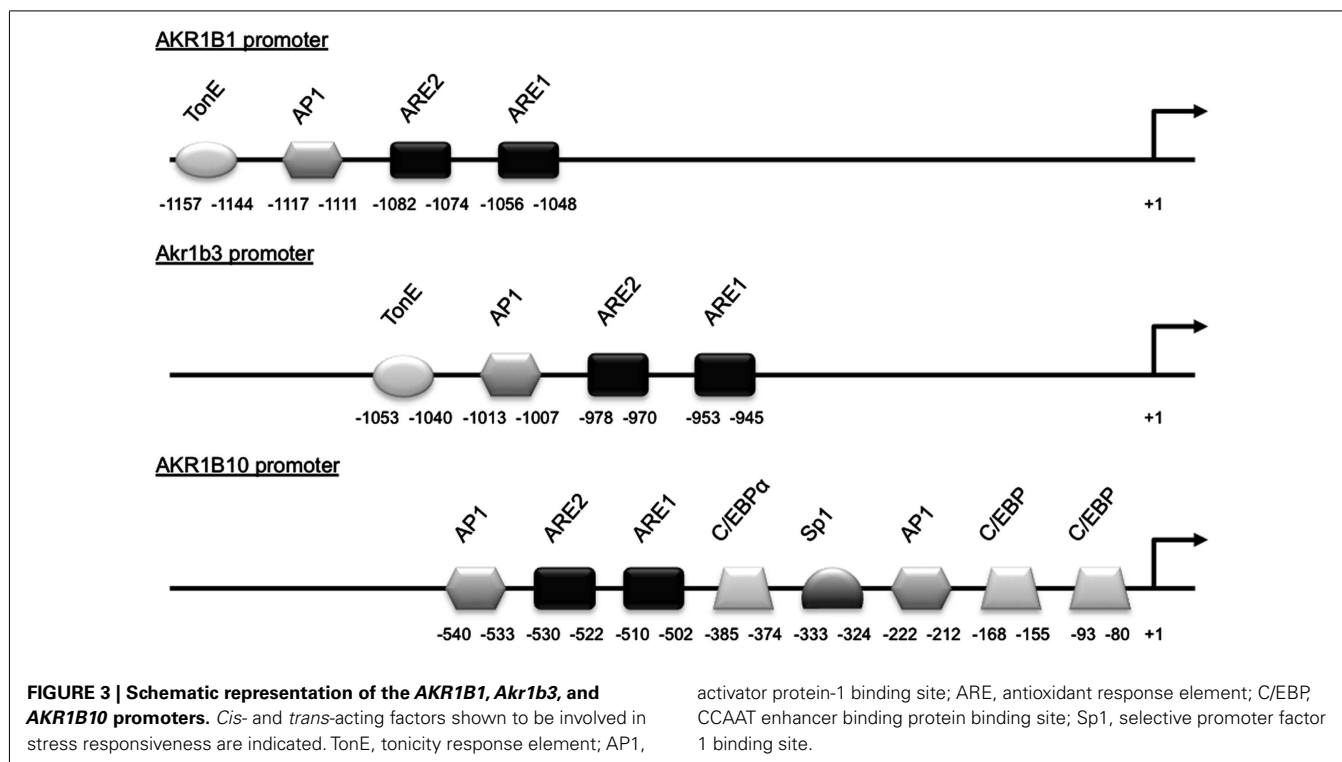 AKR1B1 promoter
TonE AP1 ARE2 ARE1
-1157 -1144 -1117 -1111 -1082 -1074 -1056 -1048 +1
Akr1b3 promoter
TonE AP1 ARE2 ARE1
-1053 -1040 -1013 -1007 -978 -970 -953 -945 +1
AKR1B10 promoter
AP1 ARE2 ARE1 C/EBPα Sp1 AP1 C/EBP C/EBP
-540 -533 -530 -522 -510 -502 -385 -374 -333 -324 -222 -212 -168 -155 -93 -80 +1
FIGURE 3 | Schematic representation of the AKR1B1, Akr1b3, and
AKR1B10 promoters. Cis- and trans-acting factors shown to be involved in
stress responsiveness are indicated. TonE, tonicity response element; AP1,
activator protein-1 binding site; ARE, antioxidant response element; C/EBP,
CCAAT enhancer binding protein binding site; Sp1, selective promoter factor
1 binding site.